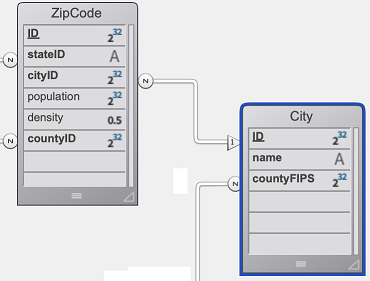 ZipCode
ID 2^32
stateID A
cityID 2^32
population 2^32
density 0.5
countyID 2^32
N
N
N
City
ID 2^32
name A
countyFIPS 2^32
1
N